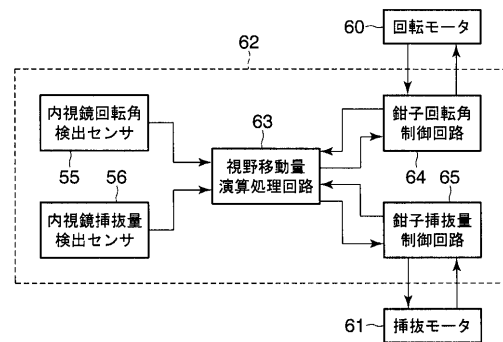 60
回転モータ
62
内視鏡回転角
検出センサ
55
56
内視鏡挿抜量
検出センサ
63
視野移動量
演算処理回路
鉗子回転角
制御回路
64
65
鉗子挿抜量
制御回路
61
挿抜モータ